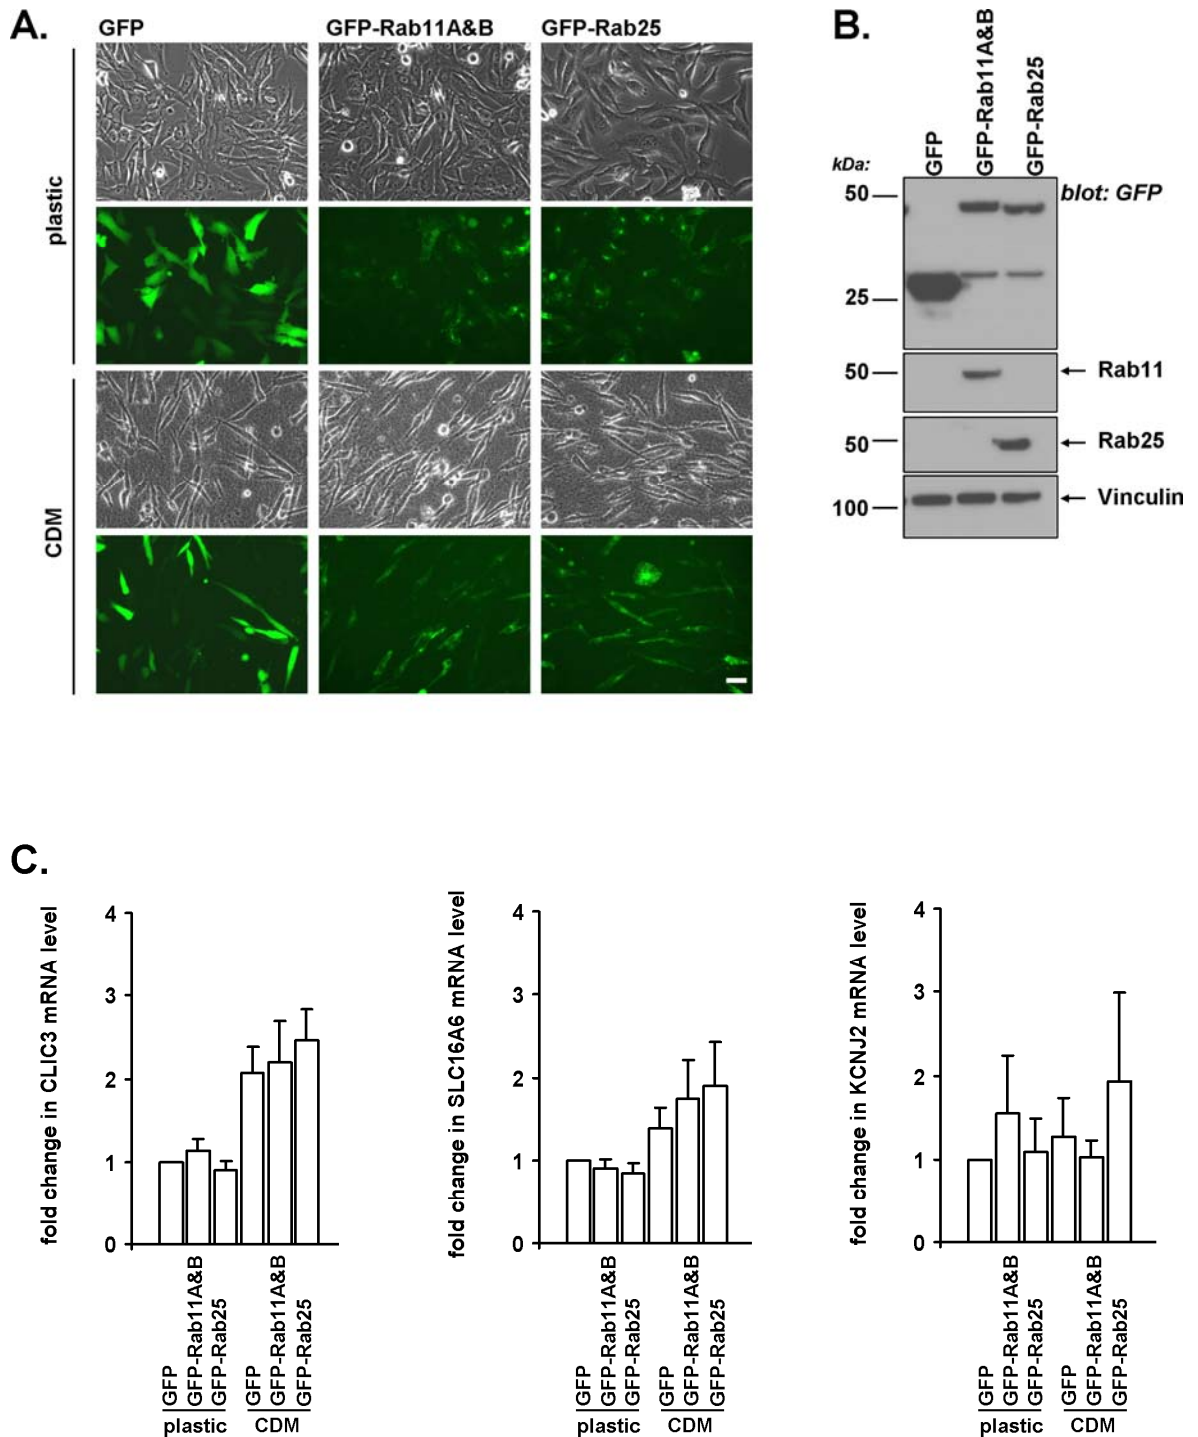 A.
GFP
GFP-Rab11A&B
GFP-Rab25
plastic
CDM
B.
GFP
GFP-Rab11A&B
GFP-Rab25
kDa:
50
blot: GFP
25
50
Rab11
50
Rab25
100
Vinculin
C.
fold change in CLIC3 mRNA level
4
3
2
1
0
GFP
GFP-Rab11A&B
GFP-Rab25
GFP
GFP-Rab11A&B
GFP-Rab25
plastic
CDM
fold change in SLC16A6 mRNA level
4
3
2
1
0
GFP
GFP-Rab11A&B
GFP-Rab25
GFP
GFP-Rab11A&B
GFP-Rab25
plastic
CDM
fold change in KCNJ2 mRNA level
4
3
2
1
0
GFP
GFP-Rab11A&B
GFP-Rab25
GFP
GFP-Rab11A&B
GFP-Rab25
plastic
CDM